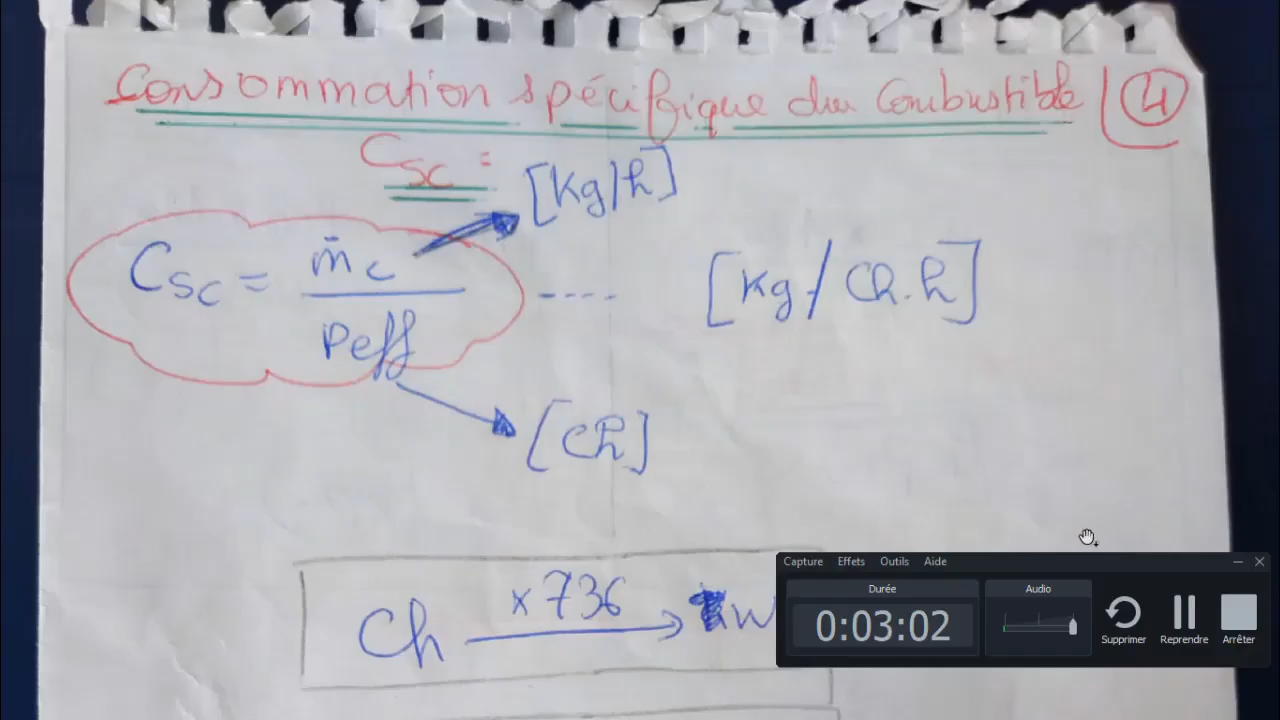 Consommation spécifique du Combustible 4
Csc :
[Kg/h]
Csc = ṁc / Peff ---- [Kg/Ch.h]
[Ch]
Ch x736 → W
Capture Effets Outils Aide
Durée Audio
0:03:02
Supprimer Reprendre Arrêter